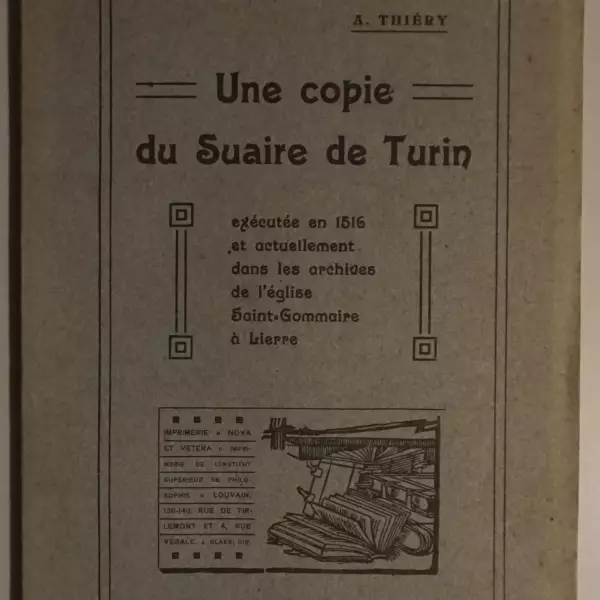 A. THIÉRY
Une copie
du Suaire de Turin
exécutée en 1516
et actuellement
dans les archives
de l'église
Saint-Gommaire
à Lierre
IMPRIMERIE « NOVA
ET VETERA » IMPRI-
MERIE DE L'INSTITUT
SUPÉRIEUR DE PHILO-
SOPHIE » LOUVAIN,
138-140, RUE DE TIR-
LEMONT ET 4, RUE
VÉSALE. J. CLAES, DIR.